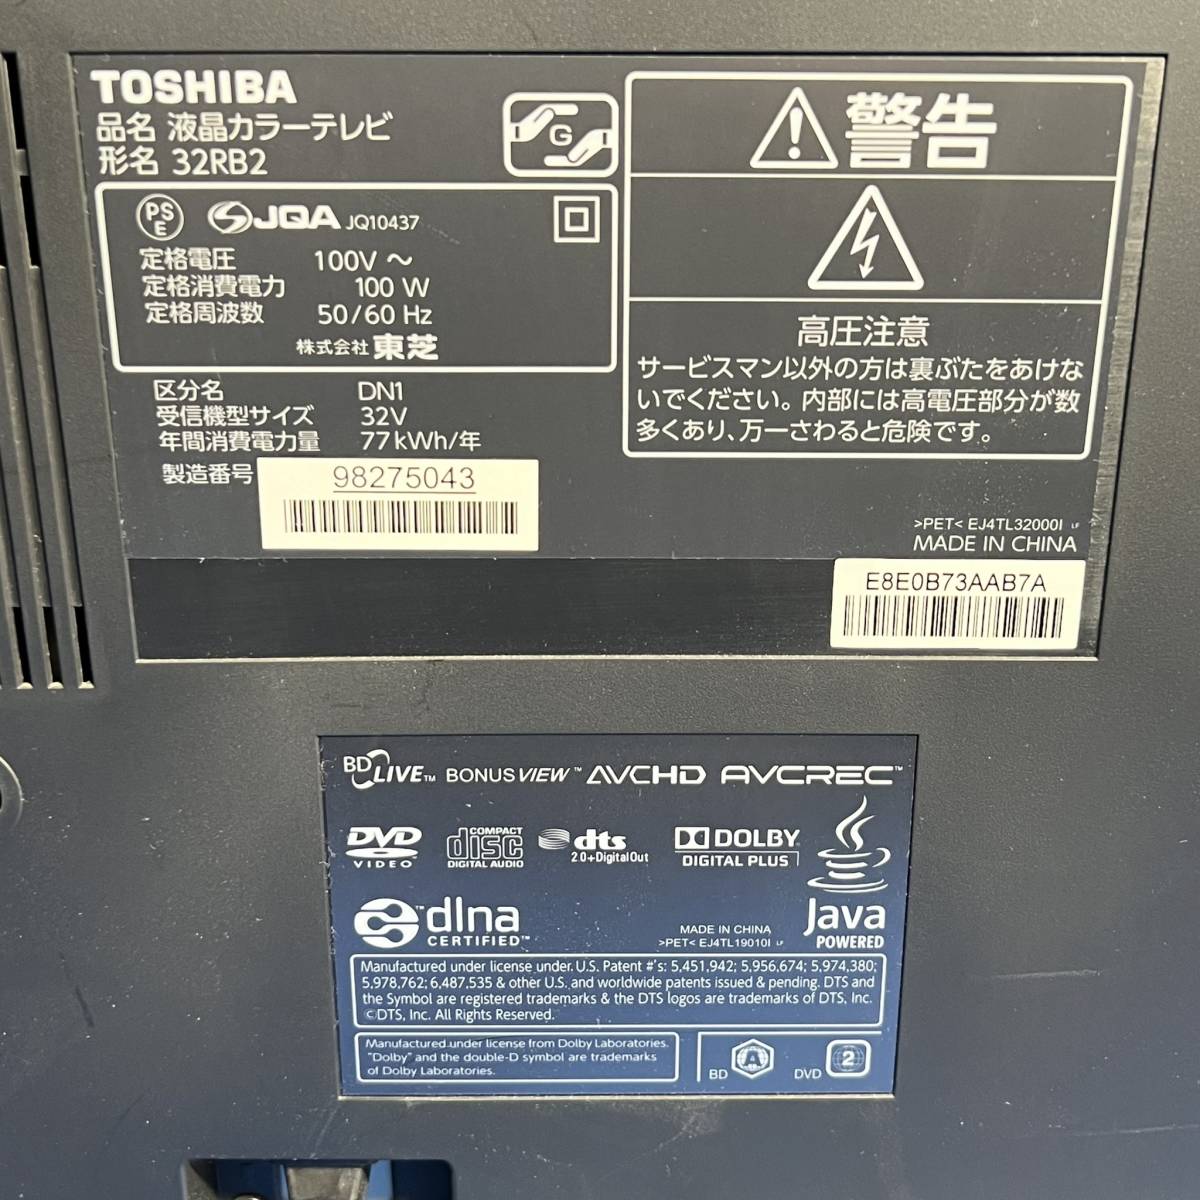 TOSHIBA
品名 液晶カラーテレビ
形名 32RB2
G
PS
E
JQA JQ10437
定格電圧 100V ～
定格消費電力 100 W
定格周波数 50/60 Hz
株式会社 東芝
区分名 DN1
受信機型サイズ 32V
年間消費電力量 77kWh/年
製造番号 98275043
警告
高圧注意
サービスマン以外の方は裏ぶたをあけな
いでください。内部には高電圧部分が数
多くあり、万一さわると危険です。
>PET< EJ4TL32000I LF
MADE IN CHINA
E8E0B73AAB7A
BD LIVE™ BONUSVIEW™ AVCHD AVCREC™
DVD VIDEO
COMPACT disc DIGITAL AUDIO
dts 2.0+Digital Out
DOLBY DIGITAL PLUS
Java POWERED
dlna CERTIFIED™
MADE IN CHINA
>PET< EJ4TL19010I LF
Manufactured under license under. U.S. Patent #'s: 5,451,942; 5,956,674; 5,974,380;
5,978,762; 6,487,535 & other U.S. and worldwide patents issued & pending. DTS and
the Symbol are registered trademarks & the DTS logos are trademarks of DTS, Inc.
©DTS, Inc. All Rights Reserved.
Manufactured under license from Dolby Laboratories.
"Dolby" and the double-D symbol are trademarks
of Dolby Laboratories.
BD A DVD 2